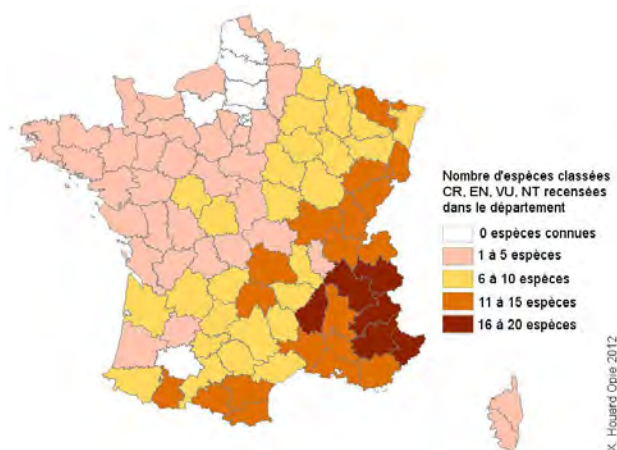 Nombre d'espèces classées
CR, EN, VU, NT recensées
dans le département
0 espèces connues
1 à 5 espèces
6 à 10 espèces
11 à 15 espèces
16 à 20 espèces
X. Houard Opie 2012